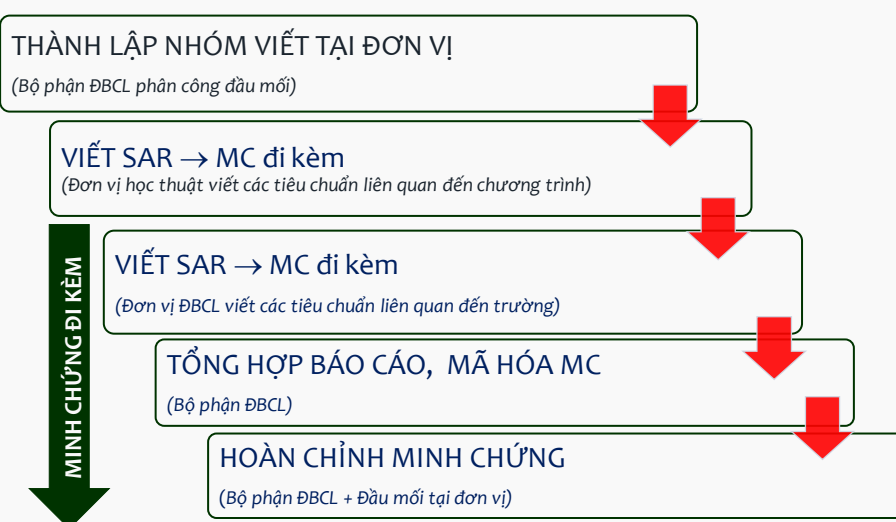 THÀNH LẬP NHÓM VIẾT TẠI ĐƠN VỊ
(Bộ phận ĐBCL phân công đầu mối)
VIẾT SAR → MC đi kèm
(Đơn vị học thuật viết các tiêu chuẩn liên quan đến chương trình)
VIẾT SAR → MC đi kèm
(Đơn vị ĐBCL viết các tiêu chuẩn liên quan đến trường)
TỔNG HỢP BÁO CÁO, MÃ HÓA MC
(Bộ phận ĐBCL)
HOÀN CHỈNH MINH CHỨNG
(Bộ phận ĐBCL + Đầu mối tại đơn vị)
MINH CHỨNG ĐI KÈM